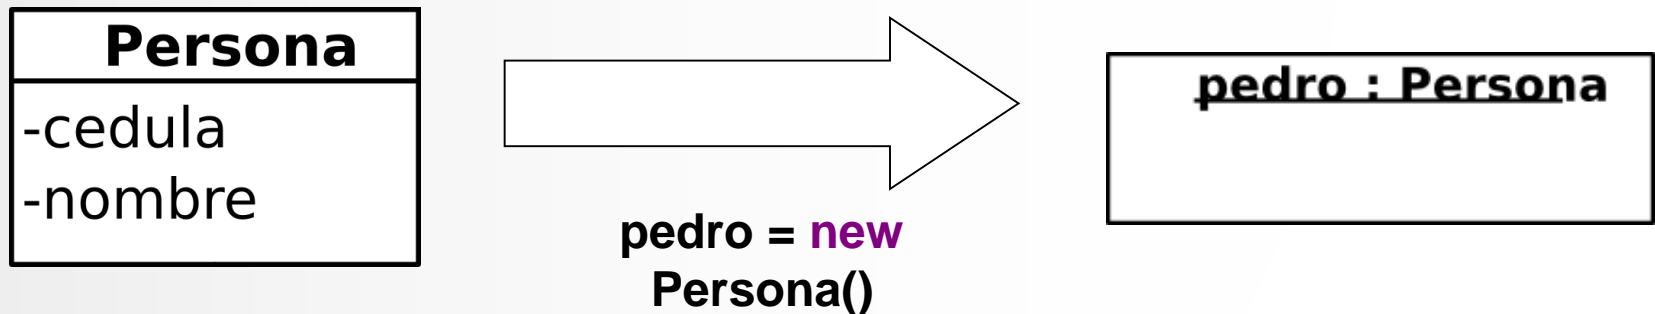 Persona
-cedula
-nombre
pedro = new
Persona()
pedro : Persona